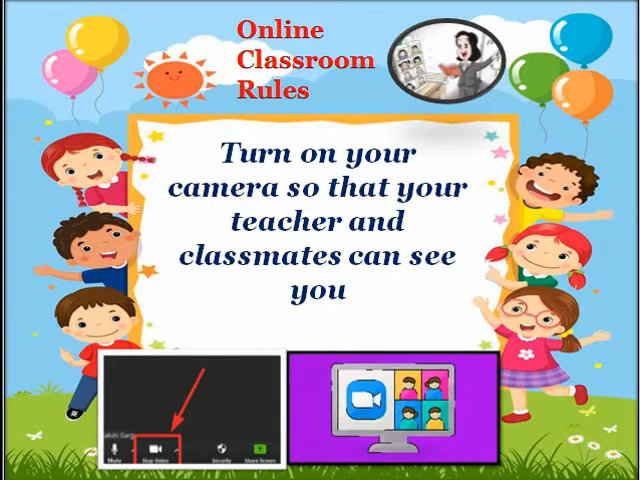 Online
Classroom
Rules
Turn on your
camera so that your
teacher and
classmates can see
you
Mute
Stop Video
Security
Share Screen